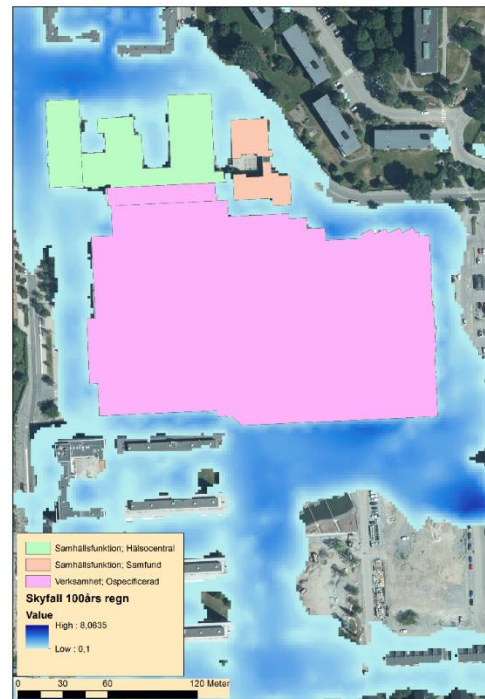 Samhällsfunktion; Hälsocentral
Samhällsfunktion; Samfund
Verksamhet; Ospecificerad
Skyfall 100års regn
Value
High : 8,0635
Low : 0,1
0 30 60 120 Meter